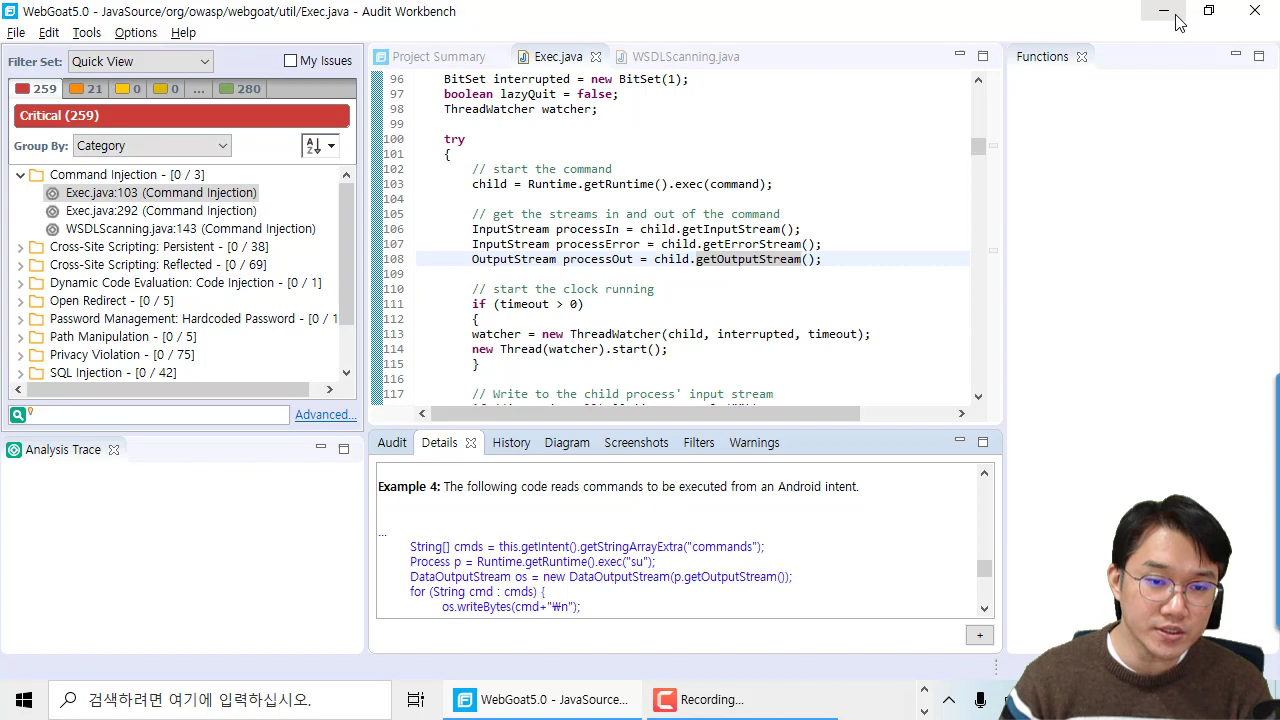 WebGoat5.0 - JavaSource/org/owasp/webgoat/util/Exec.java - Audit Workbench
File Edit Tools Options Help
Filter Set: Quick View My Issues
259 21 0 0 ... 280
Critical (259)
Group By: Category
Command Injection - [0 / 3]
Exec.java:103 (Command Injection)
Exec.java:292 (Command Injection)
WSDLScanning.java:143 (Command Injection)
Cross-Site Scripting: Persistent - [0 / 38]
Cross-Site Scripting: Reflected - [0 / 69]
Dynamic Code Evaluation: Code Injection - [0 / 1]
Open Redirect - [0 / 5]
Password Management: Hardcoded Password - [0 / 1
Path Manipulation - [0 / 5]
Privacy Violation - [0 / 75]
SQL Injection - [0 / 42]
Advanced...
Analysis Trace
Project Summary Exec.java WSDLScanning.java
96 BitSet interrupted = new BitSet(1);
97 boolean lazyQuit = false;
98 ThreadWatcher watcher;
99
100 try
101 {
102 // start the command
103 child = Runtime.getRuntime().exec(command);
104
105 // get the streams in and out of the command
106 InputStream processIn = child.getInputStream();
107 InputStream processError = child.getErrorStream();
108 OutputStream processOut = child.getOutputStream();
109
110 // start the clock running
111 if (timeout > 0)
112 {
113 watcher = new ThreadWatcher(child, interrupted, timeout);
114 new Thread(watcher).start();
115 }
116
117 // Write to the child process' input stream
Audit Details History Diagram Screenshots Filters Warnings
Example 4: The following code reads commands to be executed from an Android intent.
...
String[] cmds = this.getIntent().getStringArrayExtra("commands");
Process p = Runtime.getRuntime().exec("su");
DataOutputStream os = new DataOutputStream(p.getOutputStream());
for (String cmd : cmds) {
os.writeBytes(cmd+"₩n");
+
Functions
검색하려면 여기에 입력하십시오.
WebGoat5.0 - JavaSource...
Recording...